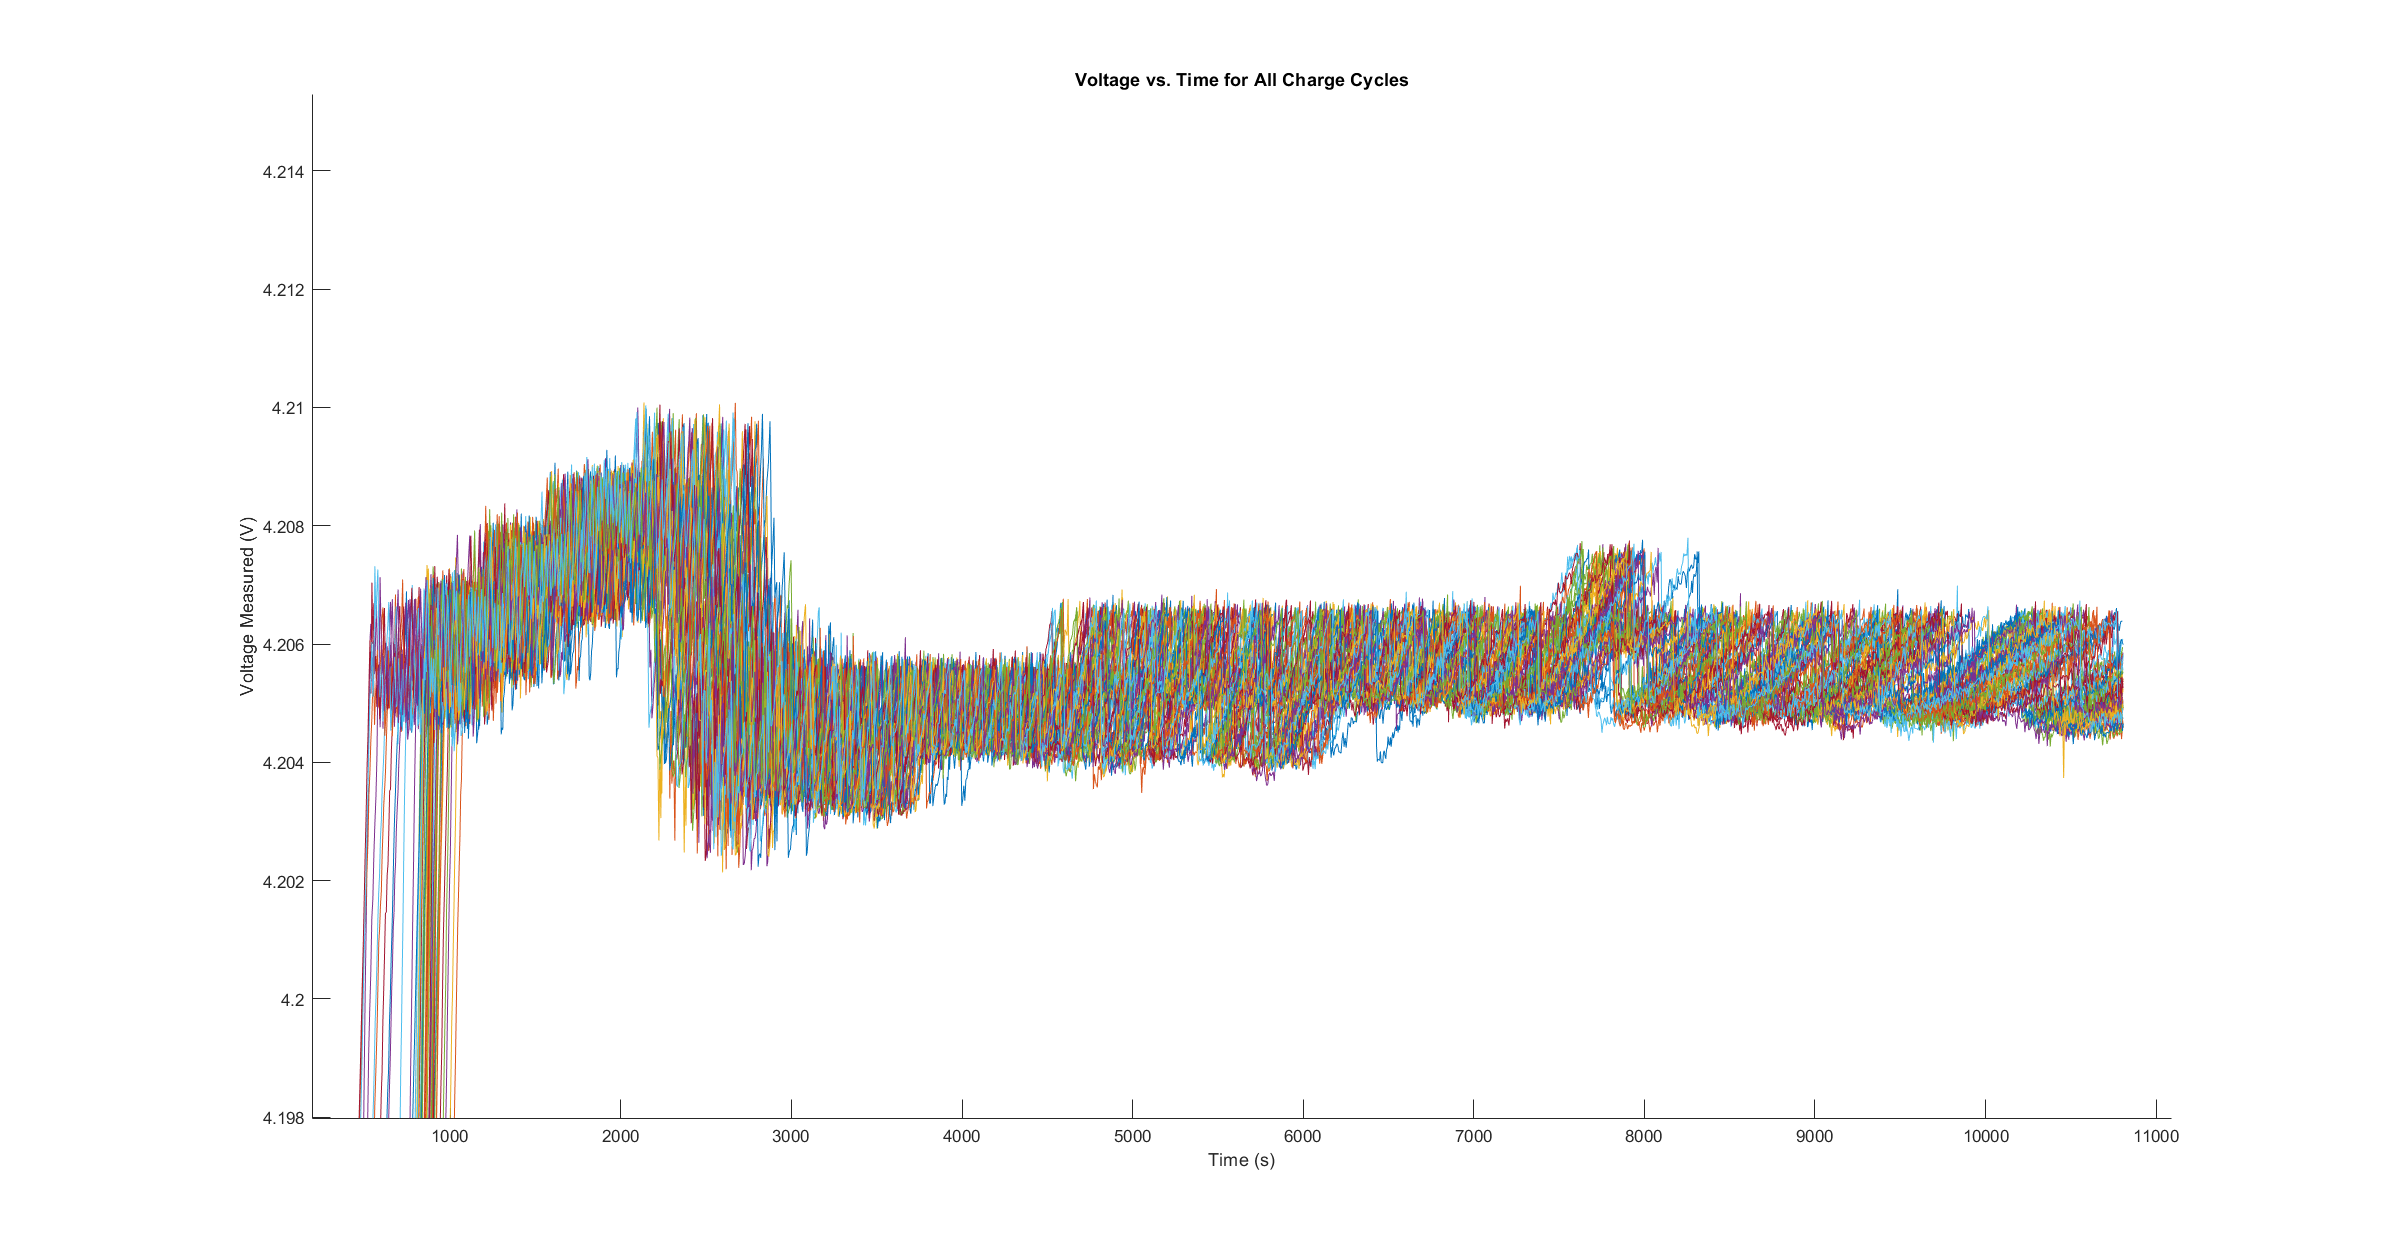 Voltage vs. Time for All Charge Cycles
Voltage Measured (V)
4.214
4.212
4.21
4.208
4.206
4.204
4.202
4.2
4.198
1000 2000 3000 4000 5000 6000 7000 8000 9000 10000 11000
Time (s)